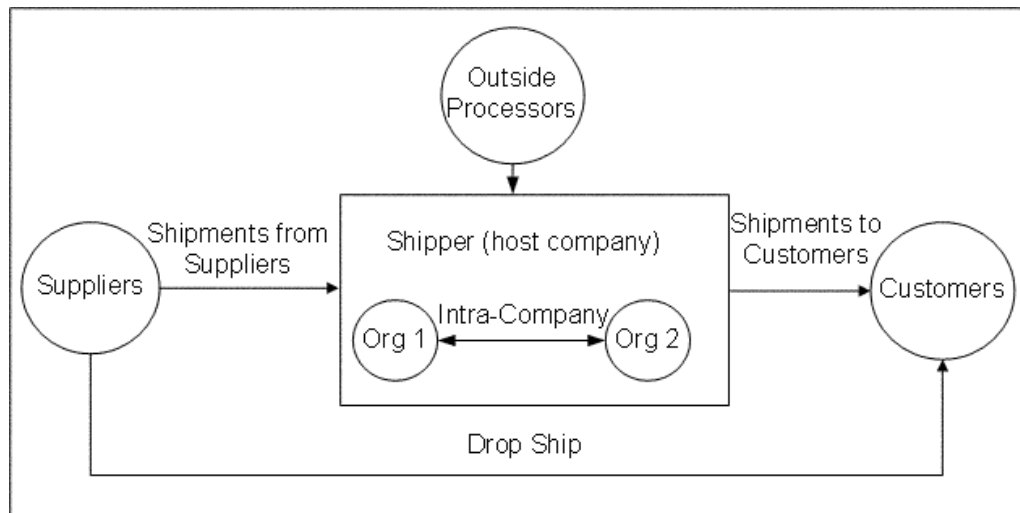 Outside
Processors
Shipments from
Suppliers
Shipper (host company)
Shipments to
Customers
Suppliers
Customers
Intra-Company
Org 1
Org 2
Drop Ship